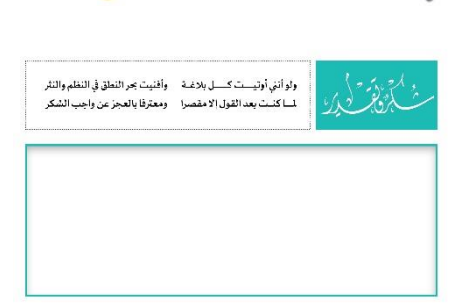 شكر وتقدير
ولو أنني أوتيت كل بلاغة وأفنيت بحر النطق في النظم والنثر
لما كنت بعد القول إلا مقصرا ومعترفا بالعجز عن واجب الشكر